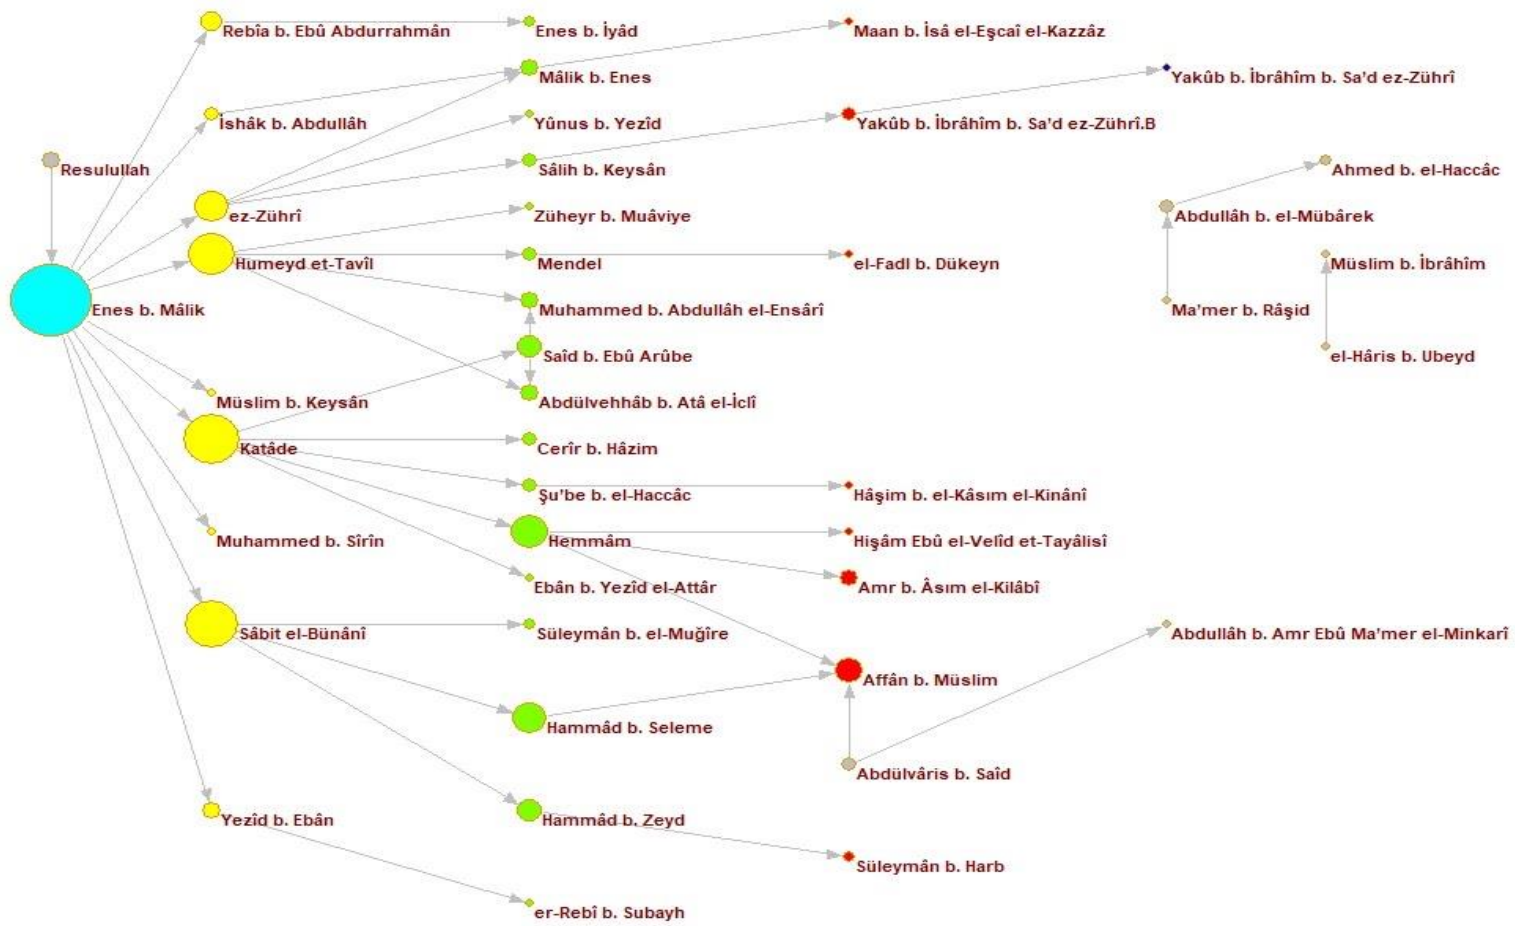 Rebîa b. Ebû Abdurrahmân
Enes b. İyâd
Maan b. İsâ el-Eşcaî el-Kazzâz
Mâlik b. Enes
Yakûb b. İbrâhîm b. Sa'd ez-Zührî
İshâk b. Abdullâh
Yûnus b. Yezîd
Yakûb b. İbrâhîm b. Sa'd ez-Zührî.B
Resulullah
Sâlih b. Keysân
Ahmed b. el-Haccâc
ez-Zührî
Züheyr b. Muâviye
Abdullâh b. el-Mübârek
Humeyd et-Tavîl
Mendel
el-Fadl b. Dükeyn
Müslim b. İbrâhîm
Enes b. Mâlik
Muhammed b. Abdullâh el-Ensârî
Ma'mer b. Râşid
Saîd b. Ebû Arûbe
el-Hâris b. Ubeyd
Müslim b. Keysân
Abdülvehhâb b. Atâ el-İclî
Katâde
Cerîr b. Hâzim
Şu'be b. el-Haccâc
Hâşim b. el-Kâsım el-Kinânî
Muhammed b. Sîrîn
Hemmâm
Hişâm Ebû el-Velîd et-Tayâlisî
Ebân b. Yezîd el-Attâr
Amr b. Âsım el-Kilâbî
Sâbit el-Bünânî
Süleymân b. el-Muğîre
Abdullâh b. Amr Ebû Ma'mer el-Minkarî
Affân b. Müslim
Hammâd b. Seleme
Abdülvâris b. Saîd
Yezîd b. Ebân
Hammâd b. Zeyd
Süleymân b. Harb
er-Rebî b. Subayh